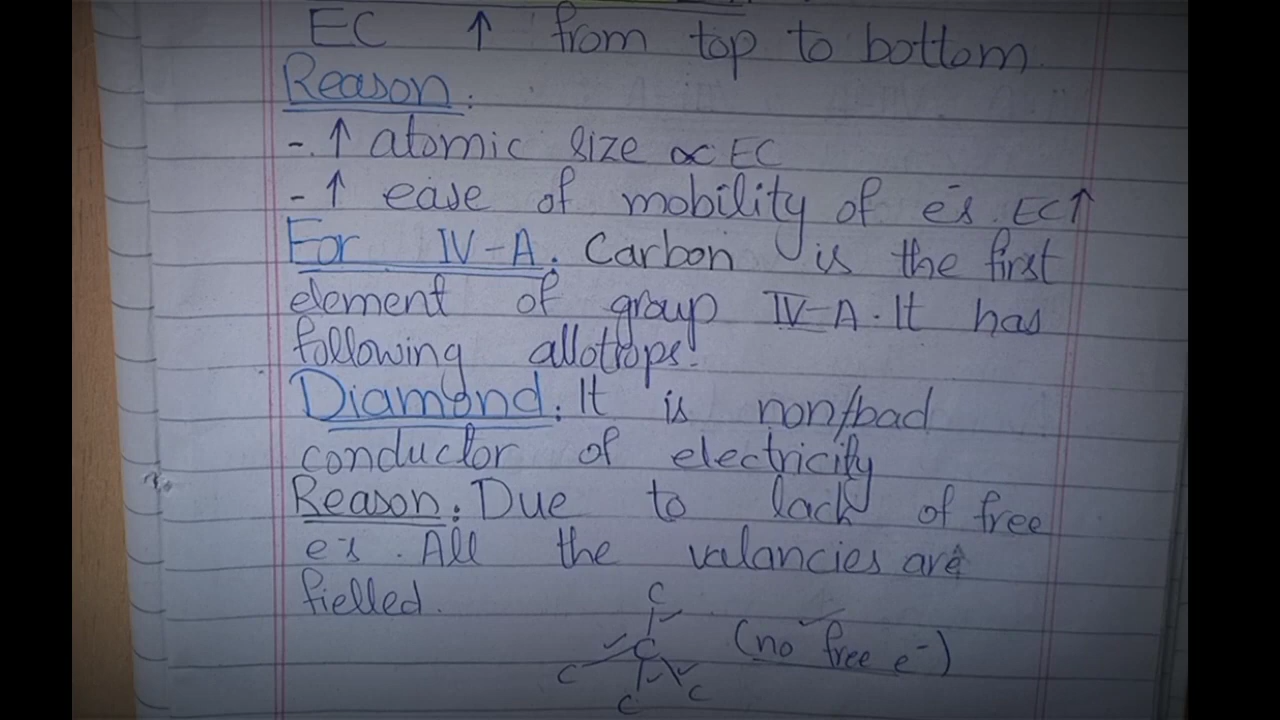 EC ↑ from top to bottom
Reason:
-. ↑ atomic size ∝ EC
- ↑ ease of mobility of e's. EC↑
For IV-A. Carbon is the first
element of group IV-A. It has
following allotrops:
Diamond. It is non/bad
conductor of electricity
Reason: Due to lack of free
e's. All the valancies are
fielled.
C
C C (no free e⁻)
C C